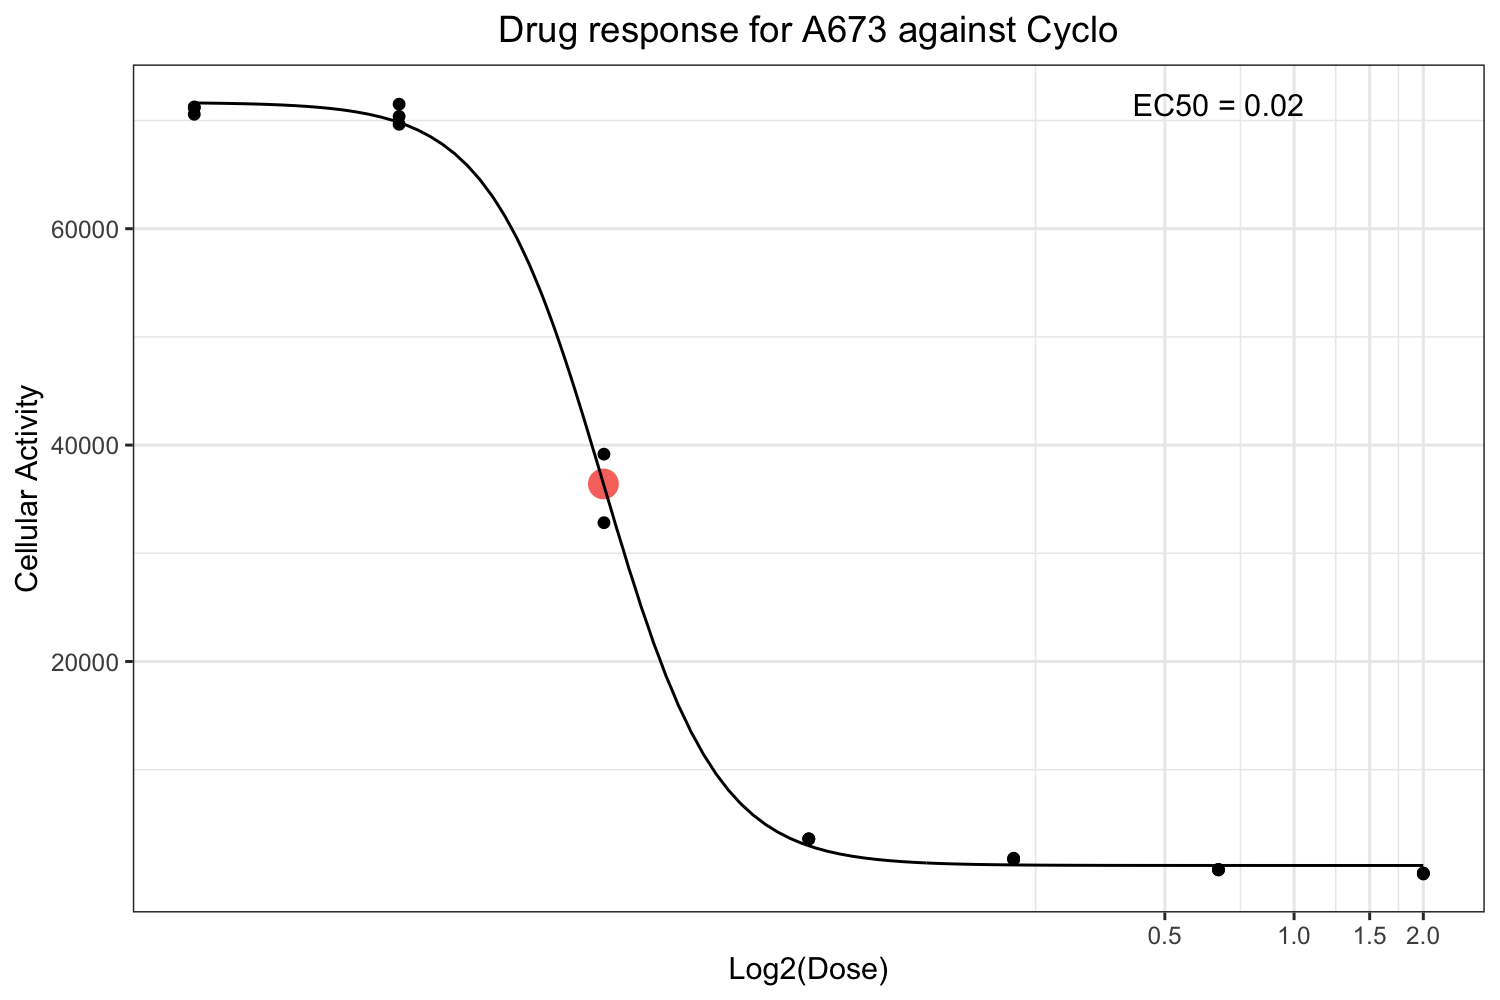 Drug response for A673 against Cyclo
EC50 = 0.02
60000
40000
20000
Cellular Activity
0.5 1.0 1.5 2.0
Log2(Dose)